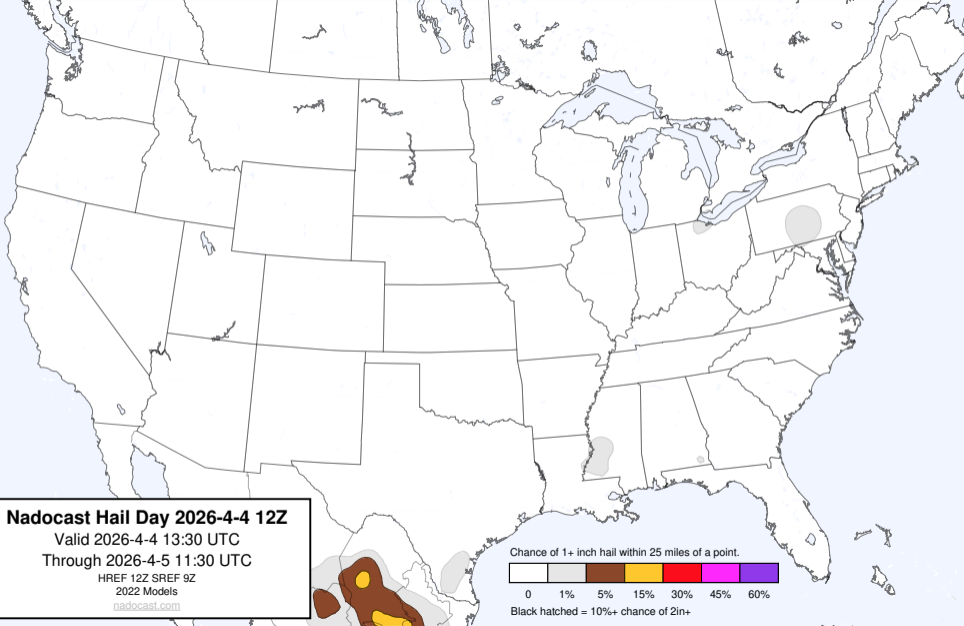 Nadocast Hail Day 2026-4-4 12Z
Valid 2026-4-4 13:30 UTC
Through 2026-4-5 11:30 UTC
HREF 12Z SREF 9Z
2022 Models
nadocast.com
Chance of 1+ inch hail within 25 miles of a point.
0 1% 5% 15% 30% 45% 60%
Black hatched = 10%+ chance of 2in+